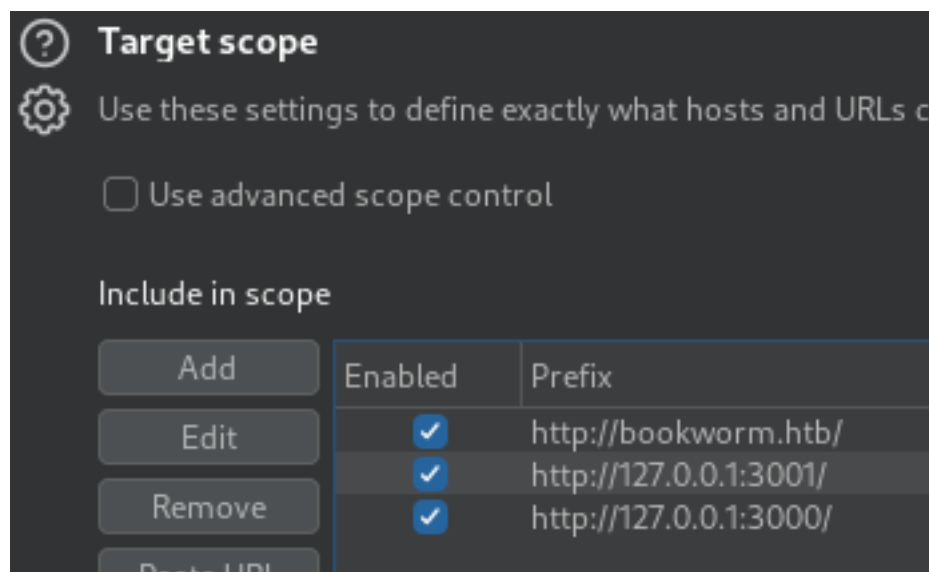 Target scope
Use these settings to define exactly what hosts and URLs c
Use advanced scope control
Include in scope
Add
Edit
Remove
Paste URL
Enabled Prefix
http://bookworm.htb/
http://127.0.0.1:3001/
http://127.0.0.1:3000/